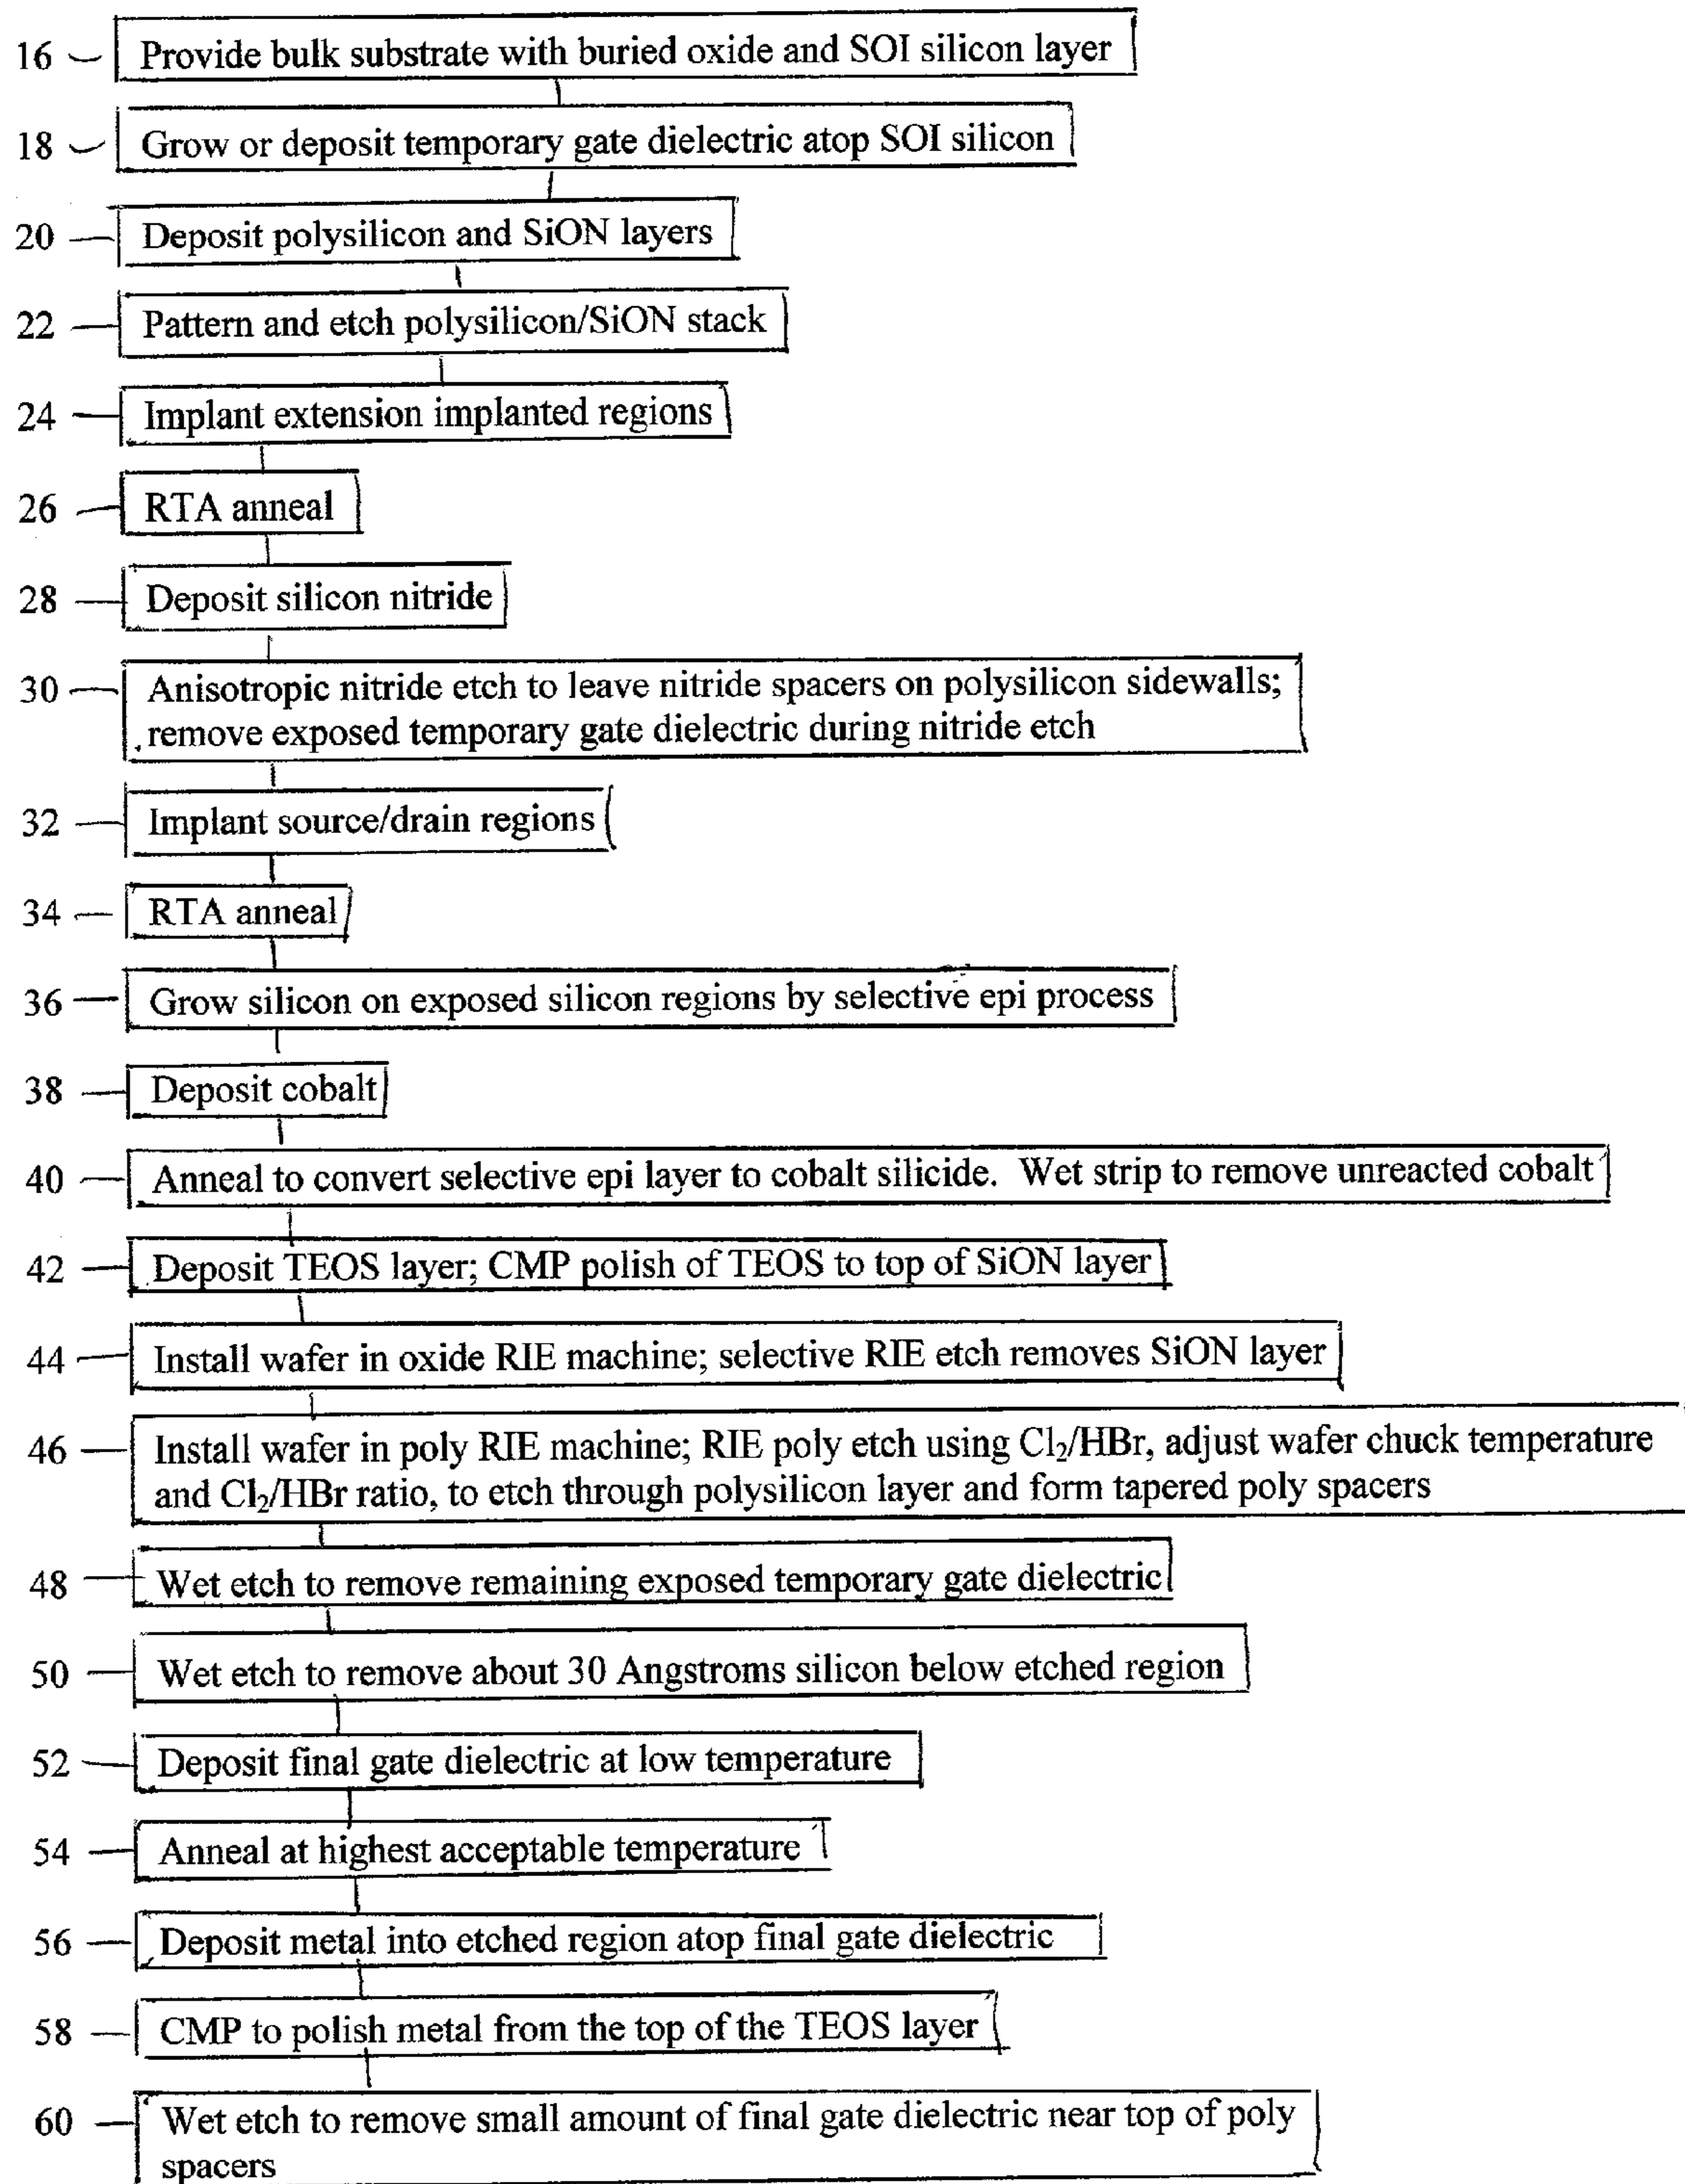 16 Provide bulk substrate with buried oxide and SOI silicon layer
18 Grow or deposit temporary gate dielectric atop SOI silicon
20 Deposit polysilicon and SiON layers
22 Pattern and etch polysilicon/SiON stack
24 Implant extension implanted regions
26 RTA anneal
28 Deposit silicon nitride
30 Anisotropic nitride etch to leave nitride spacers on polysilicon sidewalls;
remove exposed temporary gate dielectric during nitride etch
32 Implant source/drain regions
34 RTA anneal
36 Grow silicon on exposed silicon regions by selective epi process
38 Deposit cobalt
40 Anneal to convert selective epi layer to cobalt silicide. Wet strip to remove unreacted cobalt
42 Deposit TEOS layer; CMP polish of TEOS to top of SiON layer
44 Install wafer in oxide RIE machine; selective RIE etch removes SiON layer
46 Install wafer in poly RIE machine; RIE poly etch using Cl₂/HBr, adjust wafer chuck temperature
and Cl₂/HBr ratio, to etch through polysilicon layer and form tapered poly spacers
48 Wet etch to remove remaining exposed temporary gate dielectric
50 Wet etch to remove about 30 Angstroms silicon below etched region
52 Deposit final gate dielectric at low temperature
54 Anneal at highest acceptable temperature
56 Deposit metal into etched region atop final gate dielectric
58 CMP to polish metal from the top of the TEOS layer
60 Wet etch to remove small amount of final gate dielectric near top of poly
spacers